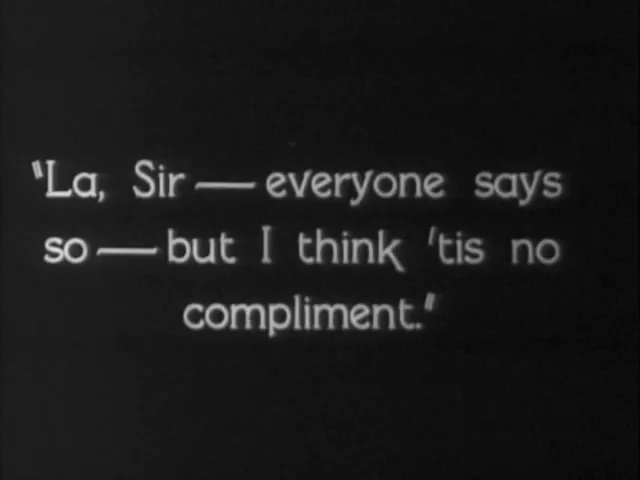 "La, Sir — everyone says
so — but I think 'tis no
compliment."